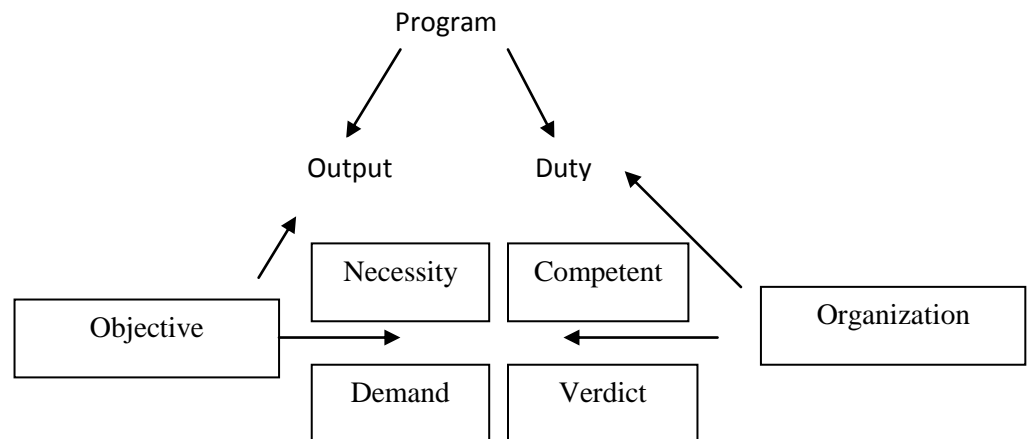 Program
Output Duty
Necessity Competent
Objective Organization
Demand Verdict